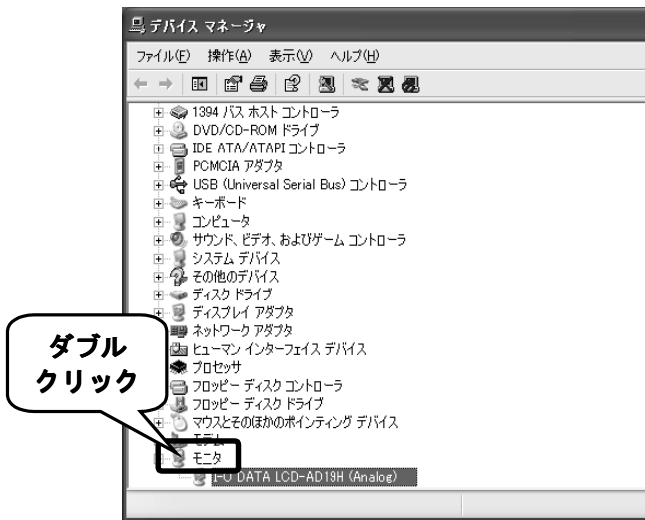 デバイス マネージャ
ファイル(F) 操作(A) 表示(V) ヘルプ(H)
1394 バス ホスト コントローラ
DVD/CD-ROM ドライブ
IDE ATA/ATAPI コントローラ
PCMCIA アダプタ
USB (Universal Serial Bus) コントローラ
キーボード
コンピュータ
サウンド、ビデオ、およびゲーム コントローラ
システム デバイス
その他のデバイス
ディスク ドライブ
ディスプレイ アダプタ
ネットワーク アダプタ
ヒューマン インターフェイス デバイス
プロセッサ
フロッピー ディスク コントローラ
フロッピー ディスク ドライブ
マウスとそのほかのポインティング デバイス
モデム
モニタ
I-O DATA LCD-AD19H (Analog)
ダブル
クリック